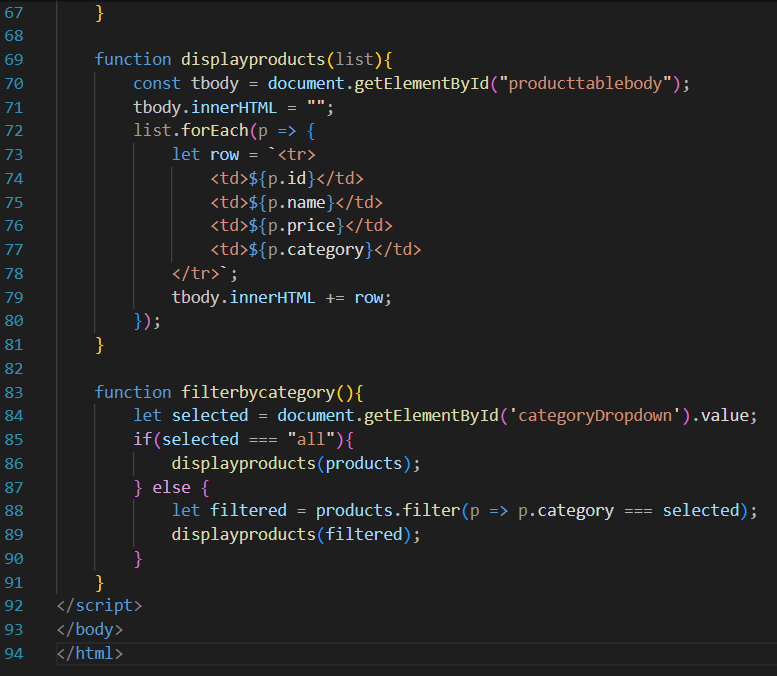 67 }
68
69 function displayproducts(list){
70 const tbody = document.getElementById("producttablebody");
71 tbody.innerHTML = "";
72 list.forEach(p => {
73 let row = `<tr>
74 <td>${p.id}</td>
75 <td>${p.name}</td>
76 <td>${p.price}</td>
77 <td>${p.category}</td>
78 </tr>`;
79 tbody.innerHTML += row;
80 });
81 }
82
83 function filterbycategory(){
84 let selected = document.getElementById('categoryDropdown').value;
85 if(selected === "all"){
86 displayproducts(products);
87 } else {
88 let filtered = products.filter(p => p.category === selected);
89 displayproducts(filtered);
90 }
91 }
92 </script>
93 </body>
94 </html>